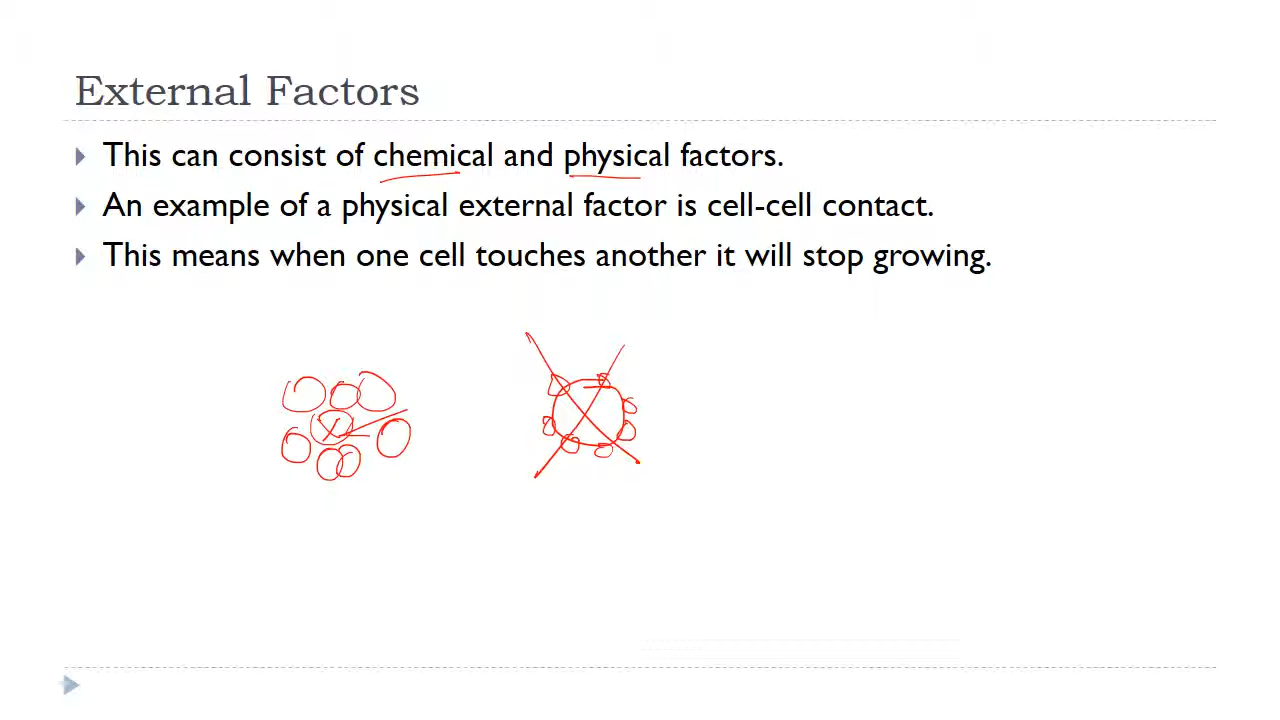 External Factors
This can consist of chemical and physical factors.
An example of a physical external factor is cell-cell contact.
This means when one cell touches another it will stop growing.